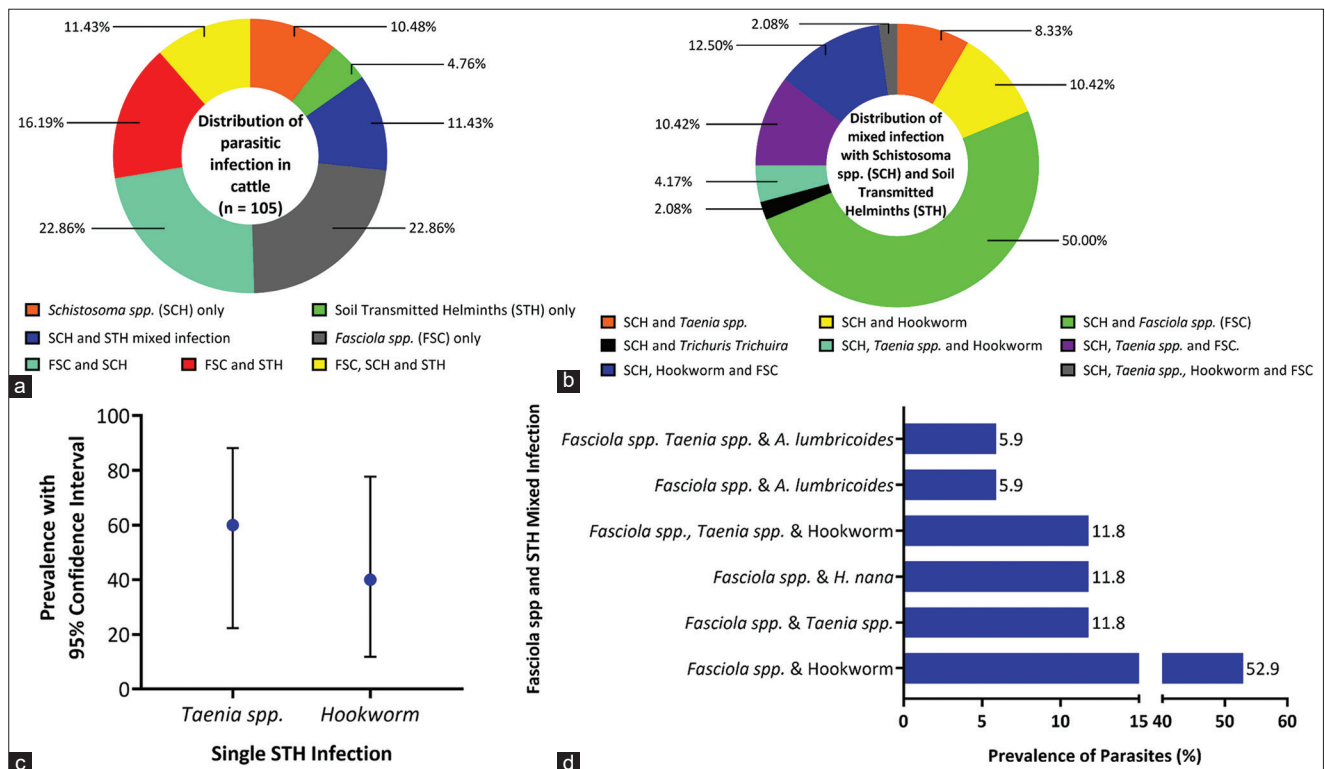 11.43%
10.48%
4.76%
16.19%
11.43%
22.86%
22.86%
Distribution of
parasitic
infection in
cattle
(n = 105)
Schistosoma spp. (SCH) only
Soil Transmitted Helminths (STH) only
SCH and STH mixed infection
Fasciola spp. (FSC) only
FSC and SCH
FSC and STH
FSC, SCH and STH
a
2.08%
8.33%
12.50%
10.42%
10.42%
4.17%
2.08%
50.00%
Distribution of
mixed infection
with Schistosoma
spp. (SCH) and Soil
Transmitted
Helminths (STH)
SCH and Taenia spp.
SCH and Hookworm
SCH and Fasciola spp. (FSC)
SCH and Trichuris Trichuira
SCH, Taenia spp. and Hookworm
SCH, Taenia spp. and FSC.
SCH, Hookworm and FSC
SCH, Taenia spp., Hookworm and FSC
b
Prevalence with
95% Confidence Interval
100
80
60
40
20
0
Taenia spp.
Hookworm
Single STH Infection
c
Fasciola spp and STH Mixed Infection
Fasciola spp. Taenia spp. & A. lumbricoides
5.9
Fasciola spp. & A. lumbricoides
5.9
Fasciola spp., Taenia spp. & Hookworm
11.8
Fasciola spp. & H. nana
11.8
Fasciola spp. & Taenia spp.
11.8
Fasciola spp. & Hookworm
52.9
0 5 10 15 40 50 60
Prevalence of Parasites (%)
d